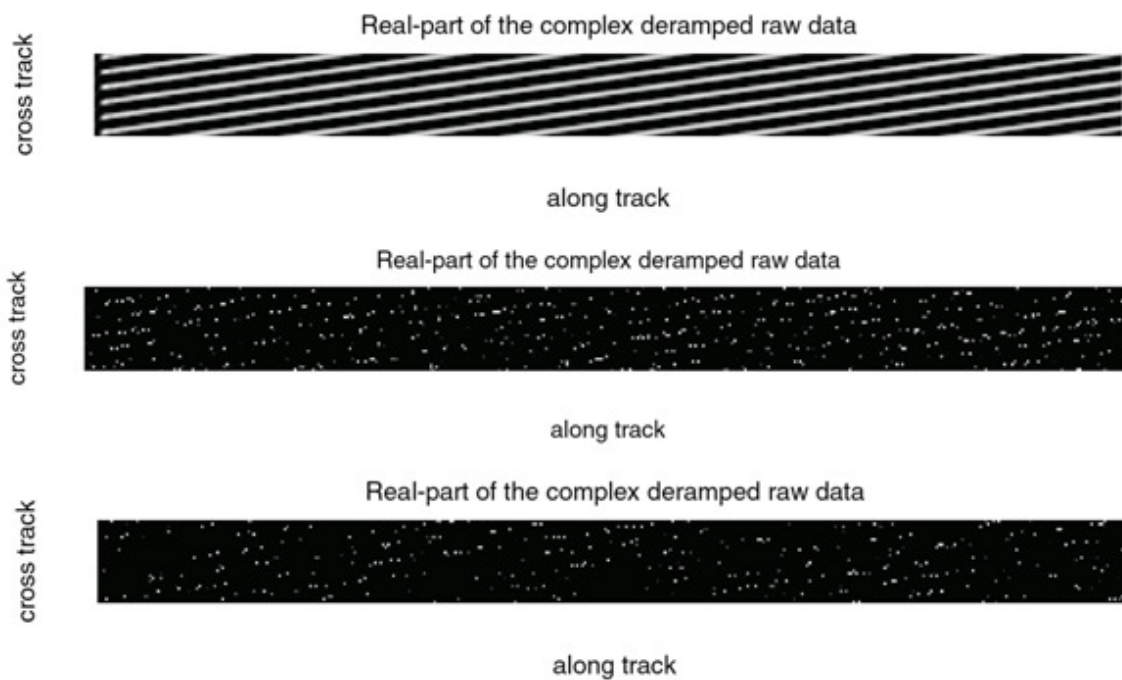 Real-part of the complex deramped raw data
cross track
along track
Real-part of the complex deramped raw data
cross track
along track
Real-part of the complex deramped raw data
cross track
along track